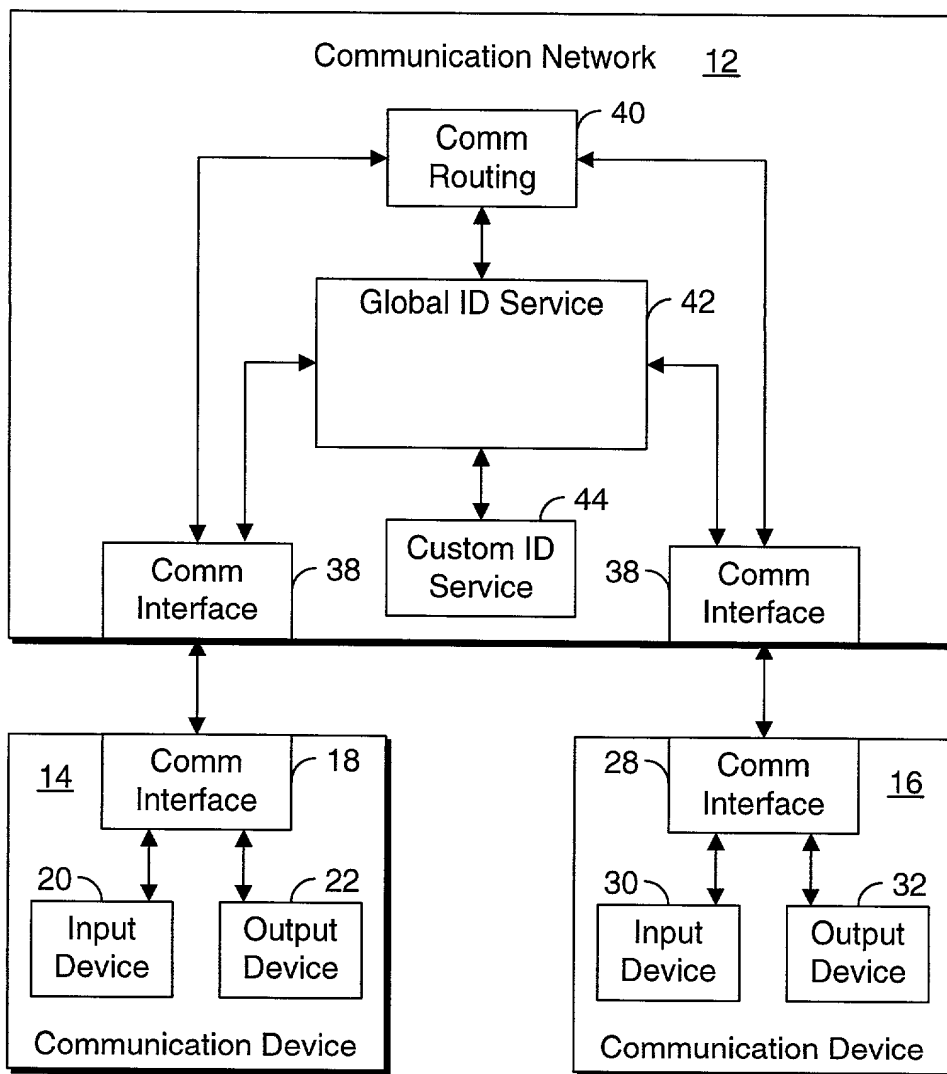 Communication Network 12
40
Comm
Routing
Global ID Service
42
44
Custom ID
Service
Comm
Interface
38
38
Comm
Interface
14
Comm
Interface
18
28
Comm
Interface
16
20
22
Input
Device
Output
Device
30
32
Input
Device
Output
Device
Communication Device
Communication Device